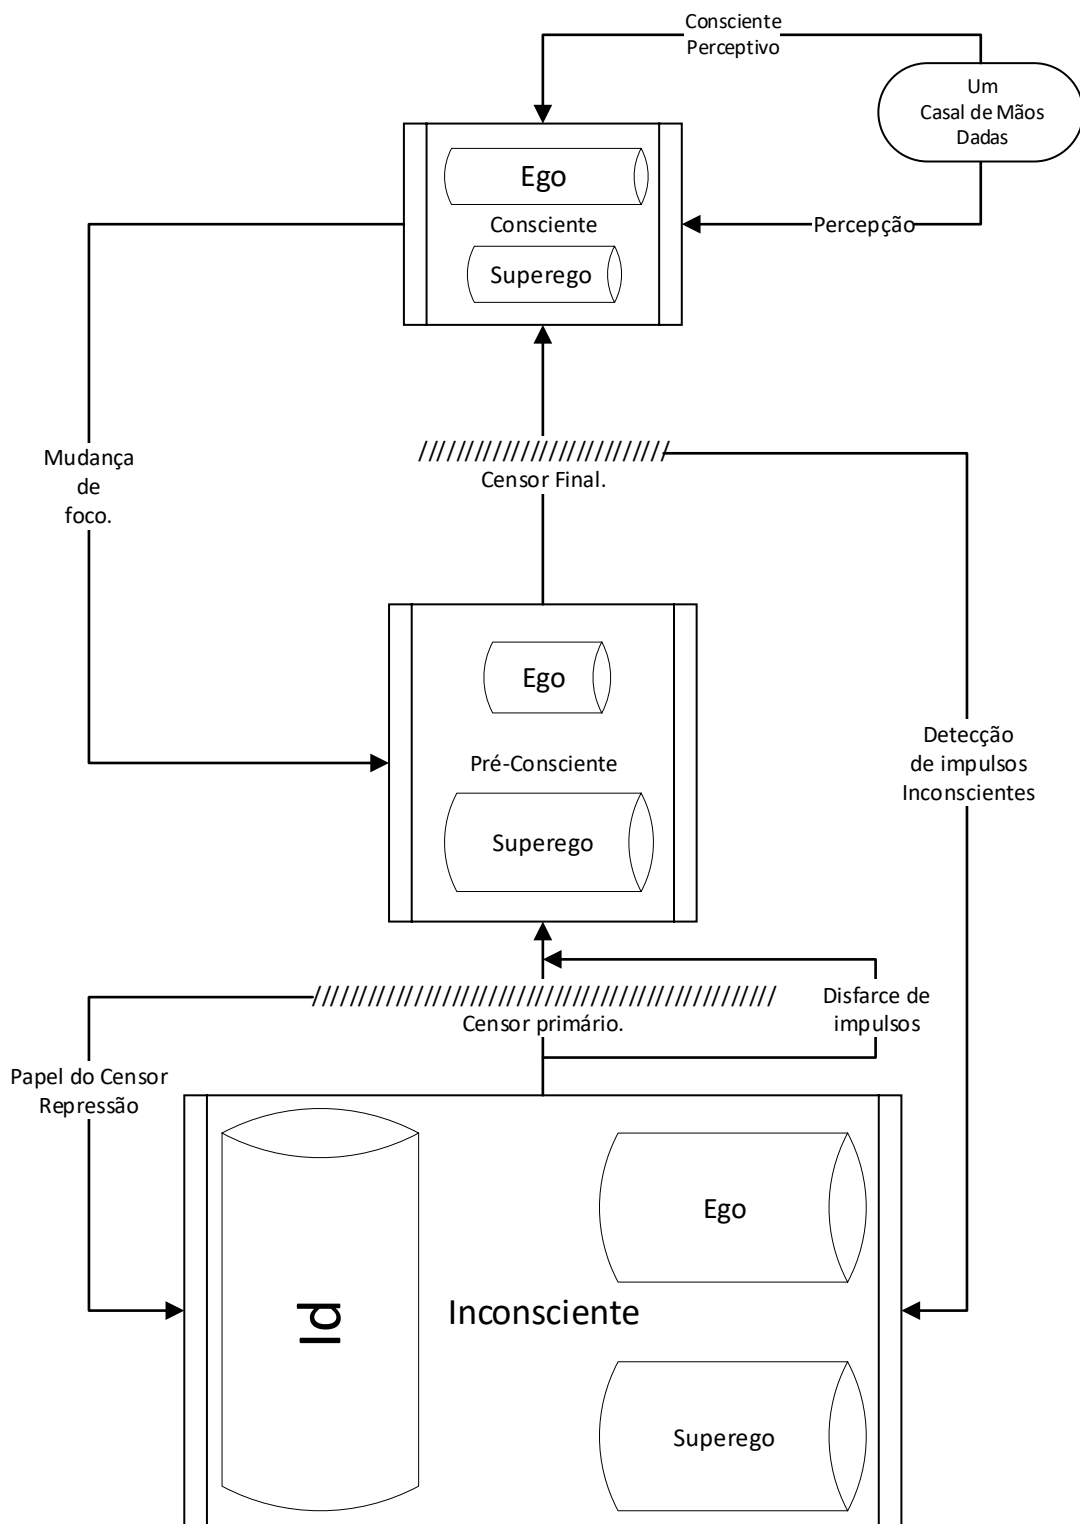 Consciente
Perceptivo
Um
Casal de Mãos
Dadas
Ego
Consciente
Percepção
Superego
Mudança
de
foco.
Censor Final.
Ego
Detecção
de impulsos
Inconscientes
Pré-Consciente
Superego
Disfarce de
impulsos
Censor primário.
Papel do Censor
Repressão
Ego
Id
Inconsciente
Superego